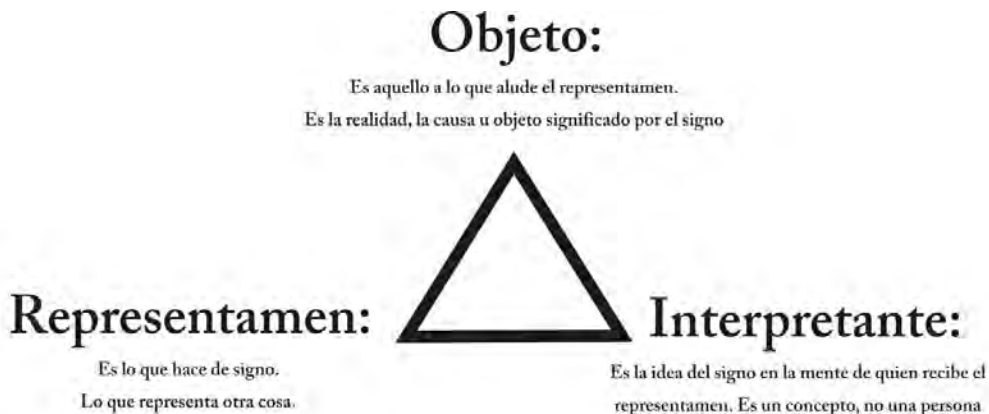 Objeto:
Es aquello a lo que alude el representamen.
Es la realidad, la causa u objeto significado por el signo
Representamen:
Es lo que hace de signo.
Lo que representa otra cosa.
Interpretante:
Es la idea del signo en la mente de quien recibe el
representamen. Es un concepto, no una persona